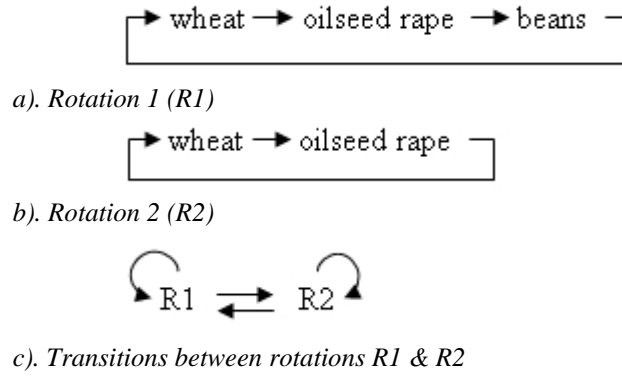 wheat oilseed rape beans
a). Rotation 1 (R1)
wheat oilseed rape
b). Rotation 2 (R2)
R1 R2
c). Transitions between rotations R1 & R2